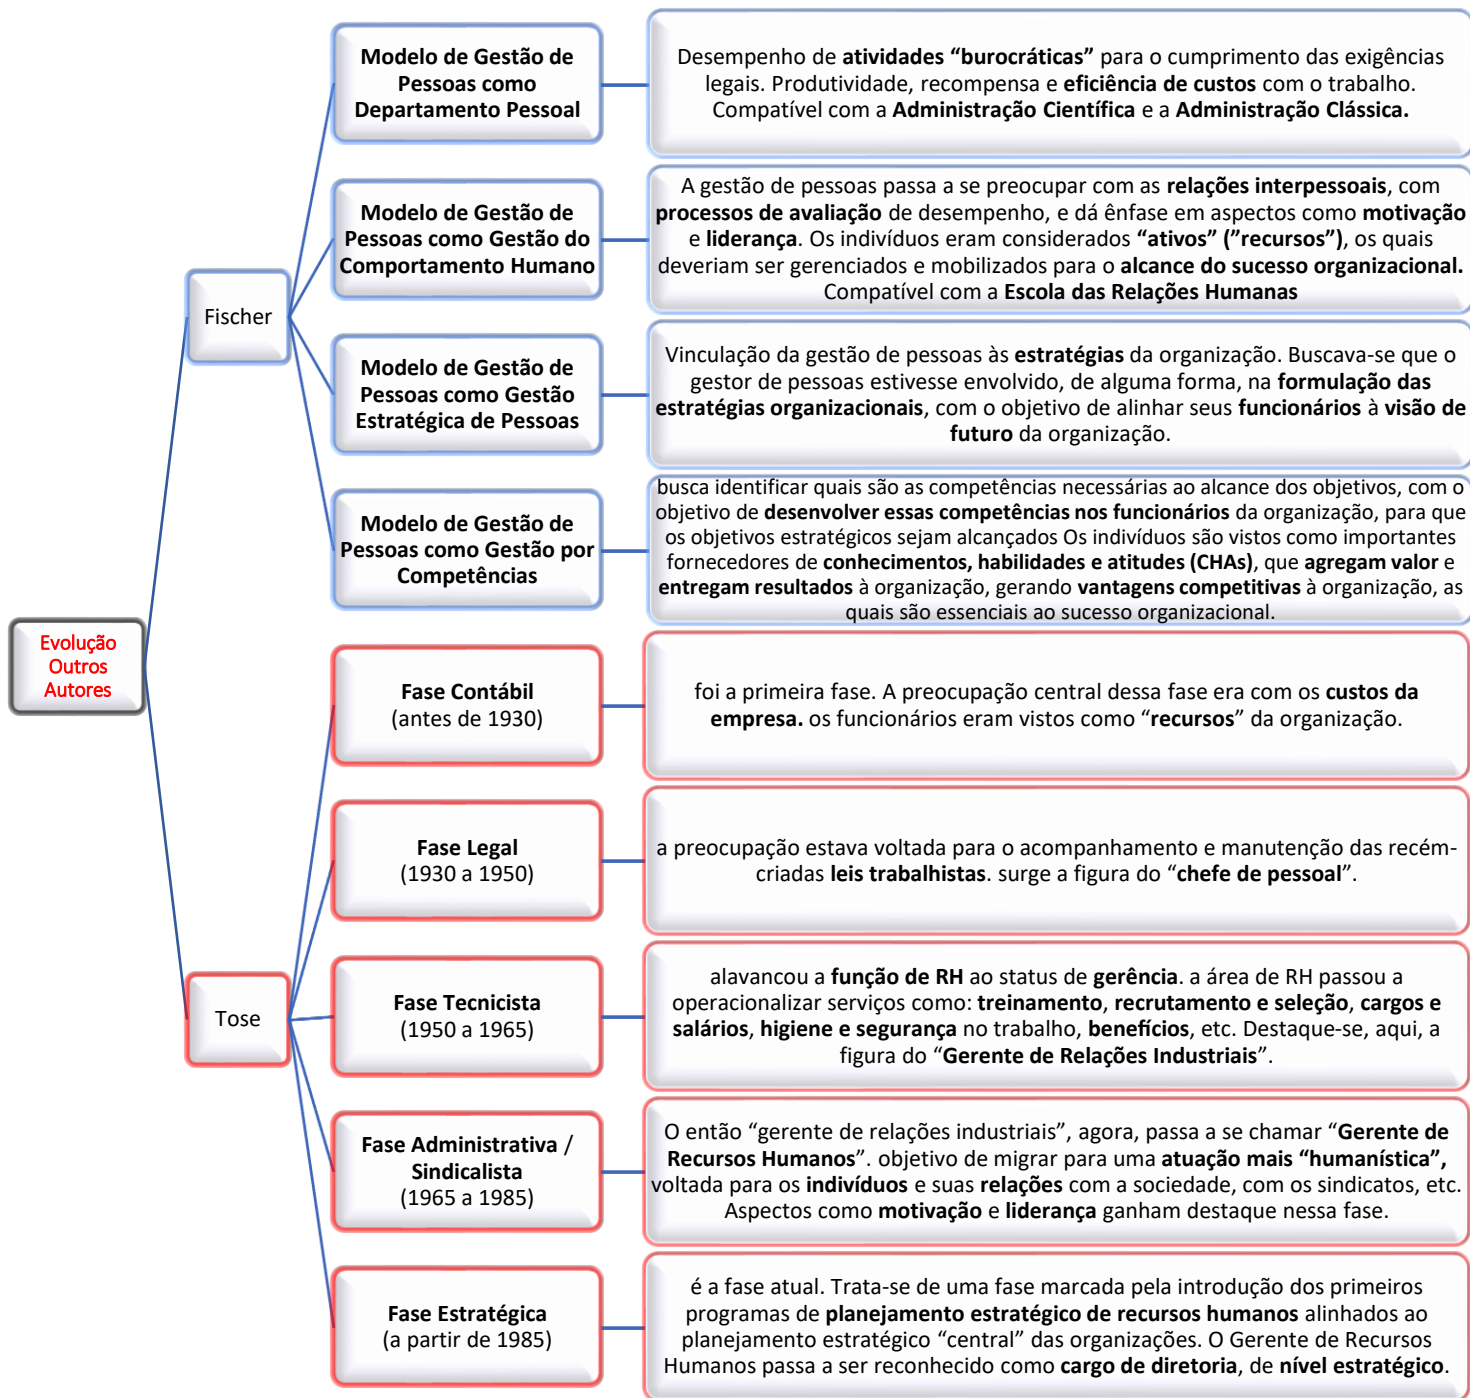 Evolução
Outros
Autores
Fischer
Modelo de Gestão de
Pessoas como
Departamento Pessoal
Desempenho de atividades “burocráticas” para o cumprimento das exigências
legais. Produtividade, recompensa e eficiência de custos com o trabalho.
Compatível com a Administração Científica e a Administração Clássica.
Modelo de Gestão de
Pessoas como Gestão do
Comportamento Humano
A gestão de pessoas passa a se preocupar com as relações interpessoais, com
processos de avaliação de desempenho, e dá ênfase em aspectos como motivação
e liderança. Os indivíduos eram considerados “ativos” (”recursos”), os quais
deveriam ser gerenciados e mobilizados para o alcance do sucesso organizacional.
Compatível com a Escola das Relações Humanas
Modelo de Gestão de
Pessoas como Gestão
Estratégica de Pessoas
Vinculação da gestão de pessoas às estratégias da organização. Buscava-se que o
gestor de pessoas estivesse envolvido, de alguma forma, na formulação das
estratégias organizacionais, com o objetivo de alinhar seus funcionários à visão de
futuro da organização.
Modelo de Gestão de
Pessoas como Gestão por
Competências
busca identificar quais são as competências necessárias ao alcance dos objetivos, com o
objetivo de desenvolver essas competências nos funcionários da organização, para que
os objetivos estratégicos sejam alcançados Os indivíduos são vistos como importantes
fornecedores de conhecimentos, habilidades e atitudes (CHAs), que agregam valor e
entregam resultados à organização, gerando vantagens competitivas à organização, as
quais são essenciais ao sucesso organizacional.
Tose
Fase Contábil
(antes de 1930)
foi a primeira fase. A preocupação central dessa fase era com os custos da
empresa. os funcionários eram vistos como “recursos” da organização.
Fase Legal
(1930 a 1950)
a preocupação estava voltada para o acompanhamento e manutenção das recém-
criadas leis trabalhistas. surge a figura do “chefe de pessoal”.
Fase Tecnicista
(1950 a 1965)
alavancou a função de RH ao status de gerência. a área de RH passou a
operacionalizar serviços como: treinamento, recrutamento e seleção, cargos e
salários, higiene e segurança no trabalho, benefícios, etc. Destaque-se, aqui, a
figura do “Gerente de Relações Industriais”.
Fase Administrativa /
Sindicalista
(1965 a 1985)
O então “gerente de relações industriais”, agora, passa a se chamar “Gerente de
Recursos Humanos”. objetivo de migrar para uma atuação mais “humanística”,
voltada para os indivíduos e suas relações com a sociedade, com os sindicatos, etc.
Aspectos como motivação e liderança ganham destaque nessa fase.
Fase Estratégica
(a partir de 1985)
é a fase atual. Trata-se de uma fase marcada pela introdução dos primeiros
programas de planejamento estratégico de recursos humanos alinhados ao
planejamento estratégico “central” das organizações. O Gerente de Recursos
Humanos passa a ser reconhecido como cargo de diretoria, de nível estratégico.